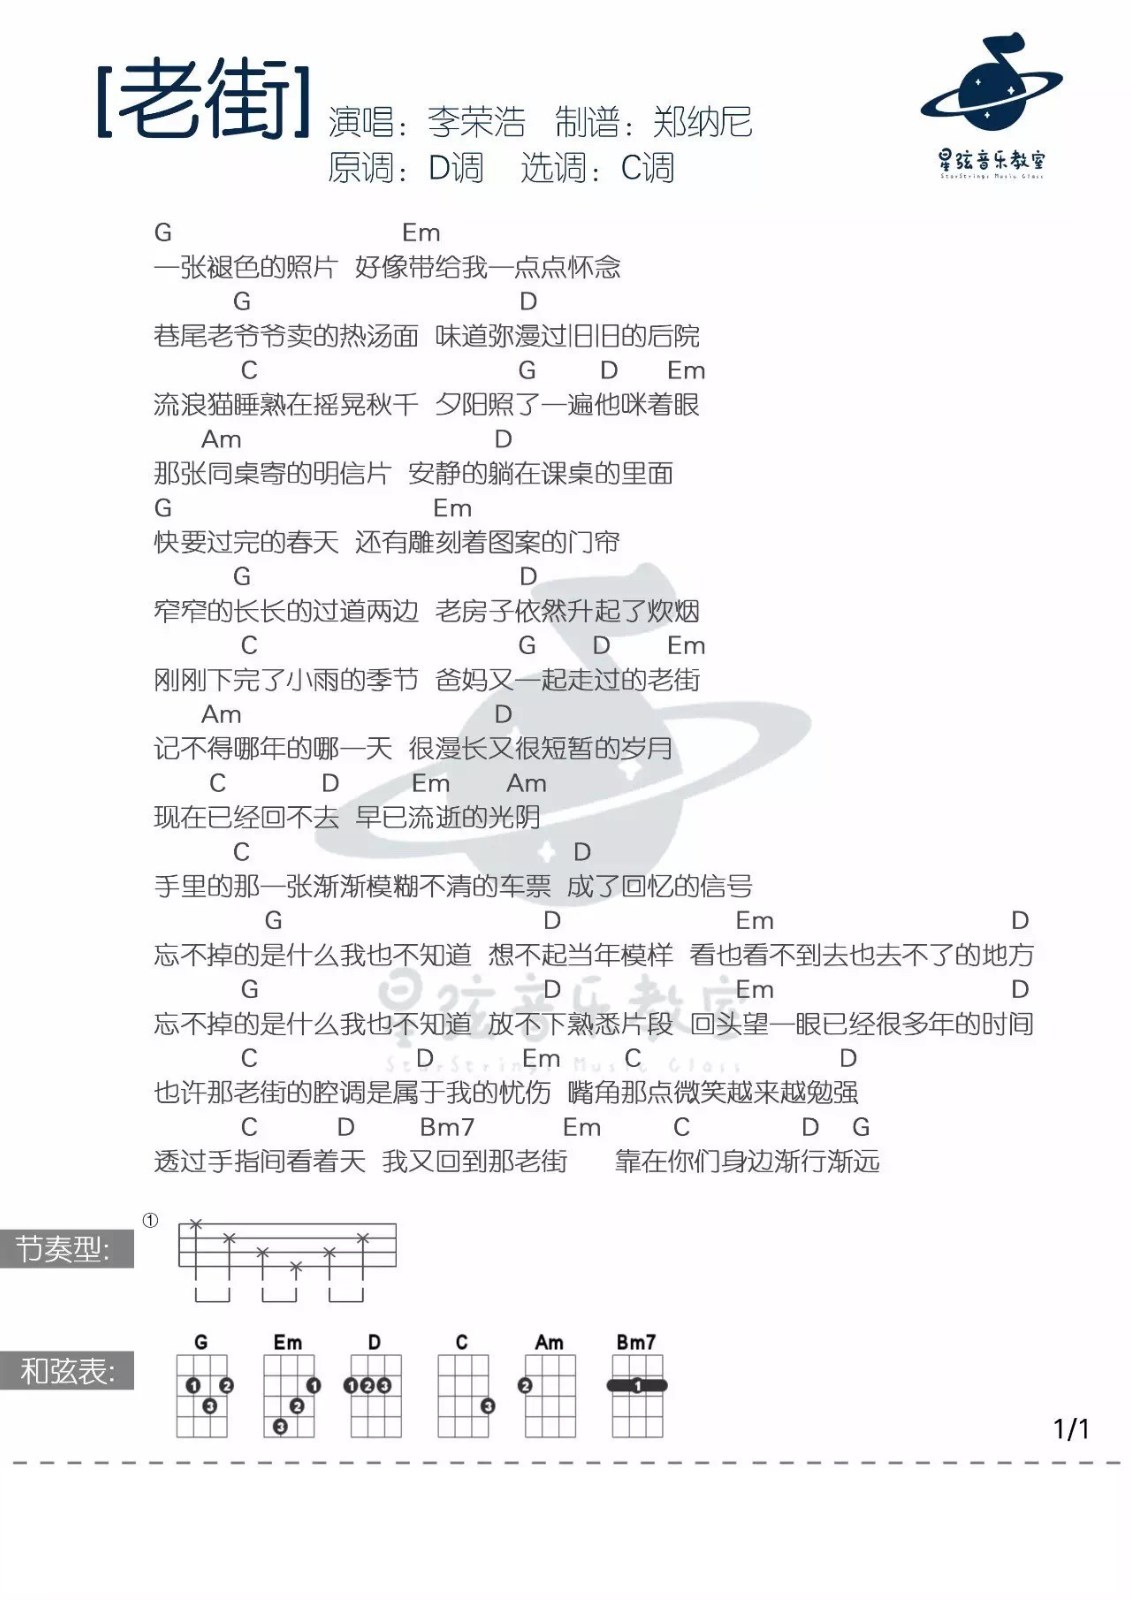 [老街]
演唱：李荣浩 制谱：郑纳尼
原调：D调 选调：C调
星弦音乐教室
StarStrings Music Class
G Em
一张褪色的照片 好像带给我一点点怀念
G D
巷尾老爷爷卖的热汤面 味道弥漫过旧旧的后院
C G D Em
流浪猫睡熟在摇晃秋千 夕阳照了一遍他咪着眼
Am D
那张同桌寄的明信片 安静的躺在课桌的里面
G Em
快要过完的春天 还有雕刻着图案的门帘
G D
窄窄的长长的过道两边 老房子依然升起了炊烟
C G D Em
刚刚下完了小雨的季节 爸妈又一起走过的老街
Am D
记不得哪年的哪一天 很漫长又很短暂的岁月
C D Em Am
现在已经回不去 早已流逝的光阴
C D
手里的那一张渐渐模糊不清的车票 成了回忆的信号
G D Em D
忘不掉的是什么我也不知道 想不起当年模样 看也看不到去也去不了的地方
G D Em D
忘不掉的是什么我也不知道 放不下熟悉片段 回头望一眼已经很多年的时间
C D Em C D
也许那老街的腔调是属于我的忧伤 嘴角那点微笑越来越勉强
C D Bm7 Em C D G
透过手指间看着天 我又回到那老街 靠在你们身边渐行渐远
星弦音乐教室
StarStrings Music Class
①
节奏型:
G Em D C Am Bm7
和弦表:
1 2 3 1 2 3 1 2 3 3 2 1
1/1